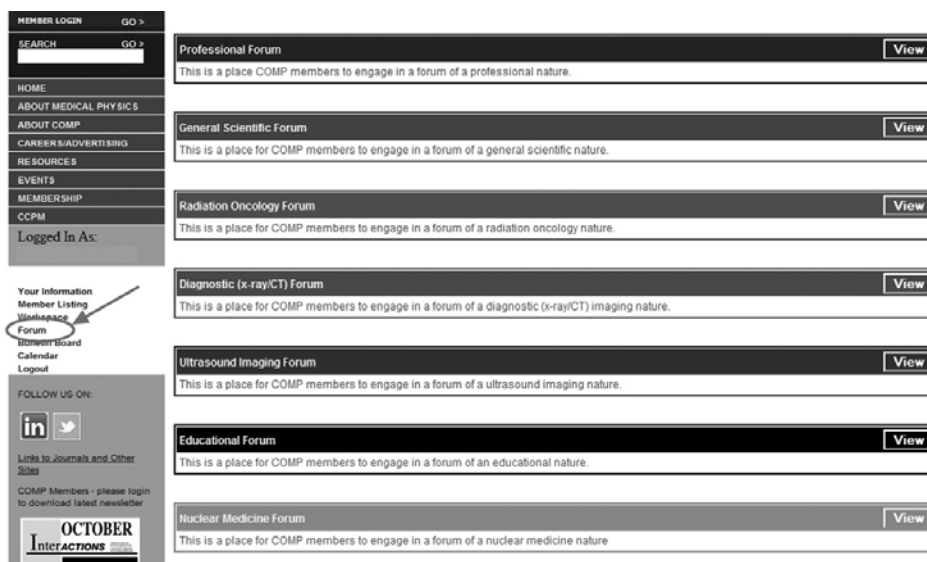 MEMBER LOGIN GO >
SEARCH GO >
HOME
ABOUT MEDICAL PHYSICS
ABOUT COMP
CAREERS/ADVERTISING
RESOURCES
EVENTS
MEMBERSHIP
CCPM
Logged In As:
Your Information
Member Listing
Workspace
Forum
Bulletin Board
Calendar
Logout
FOLLOW US ON:
in
Links to Journals and Other
Sites
COMP Members - please login
to download latest newsletter
OCTOBER
InterACTIONS
Professional Forum View
This is a place COMP members to engage in a forum of a professional nature.
General Scientific Forum View
This is a place for COMP members to engage in a forum of a general scientific nature.
Radiation Oncology Forum View
This is a place for COMP members to engage in a forum of a radiation oncology nature.
Diagnostic (x-ray/CT) Forum View
This is a place for COMP members to engage in a forum of a diagnostic (x-ray/CT) imaging nature.
Ultrasound Imaging Forum View
This is a place for COMP members to engage in a forum of a ultrasound imaging nature.
Educational Forum View
This is a place for COMP members to engage in a forum of an educational nature.
Nuclear Medicine Forum View
This is a place for COMP members to engage in a forum of a nuclear medicine nature